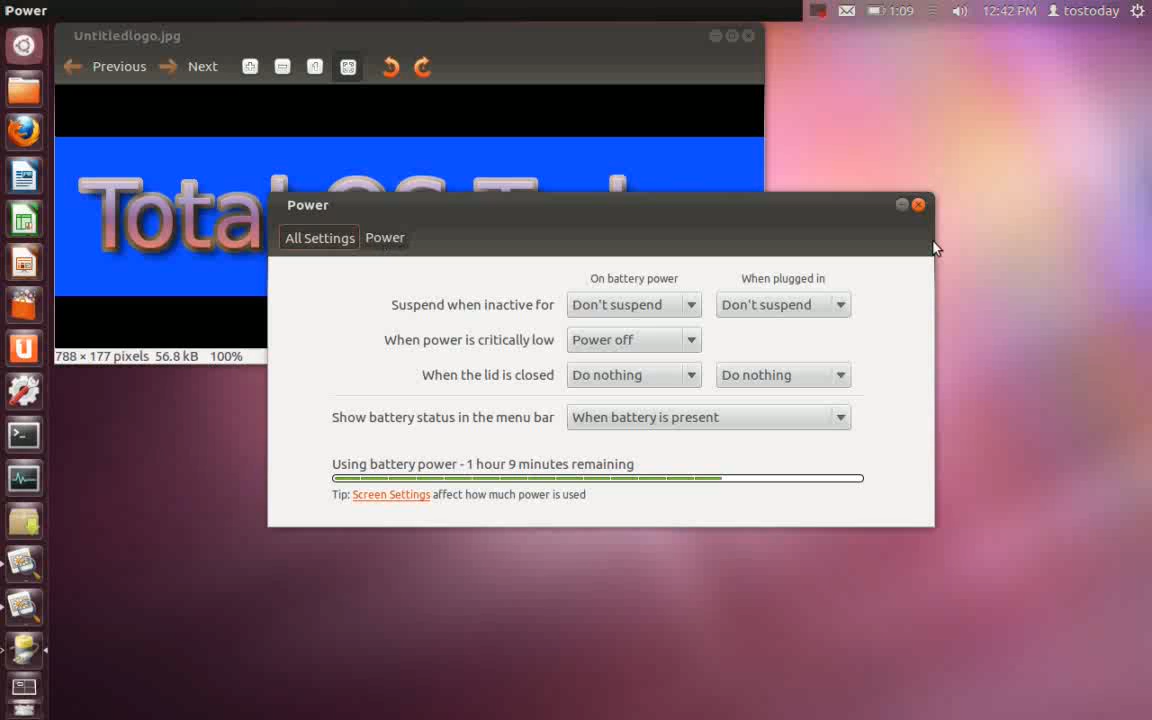 Power
1:09
12:42 PM
tostoday
Untitledlogo.jpg
Previous
Next
Total
788 × 177 pixels 56.8 kB 100%
Power
All Settings
Power
On battery power
When plugged in
Suspend when inactive for
Don't suspend
Don't suspend
When power is critically low
Power off
When the lid is closed
Do nothing
Do nothing
Show battery status in the menu bar
When battery is present
Using battery power - 1 hour 9 minutes remaining
Tip: Screen Settings affect how much power is used